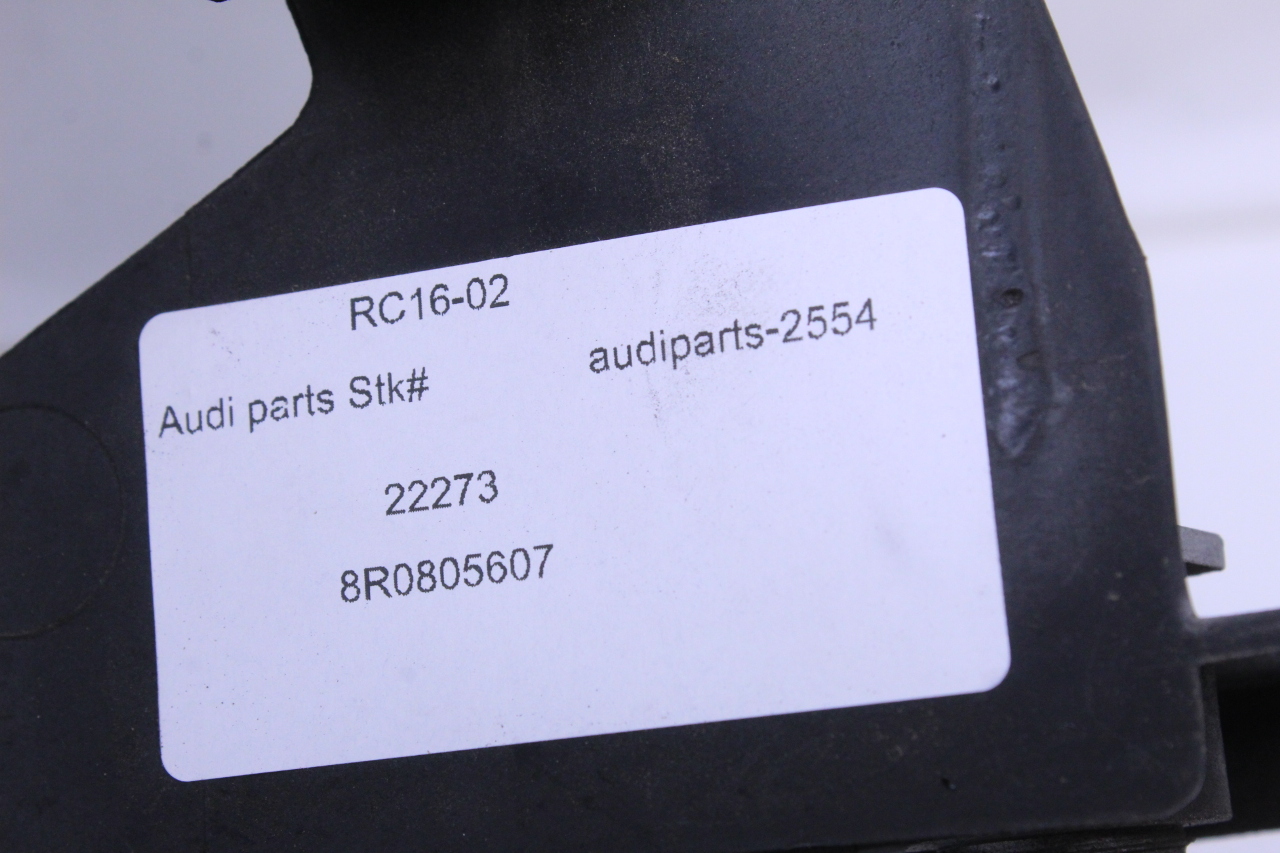 RC16-02
Audi parts Stk# audiparts-2554
22273
8R0805607